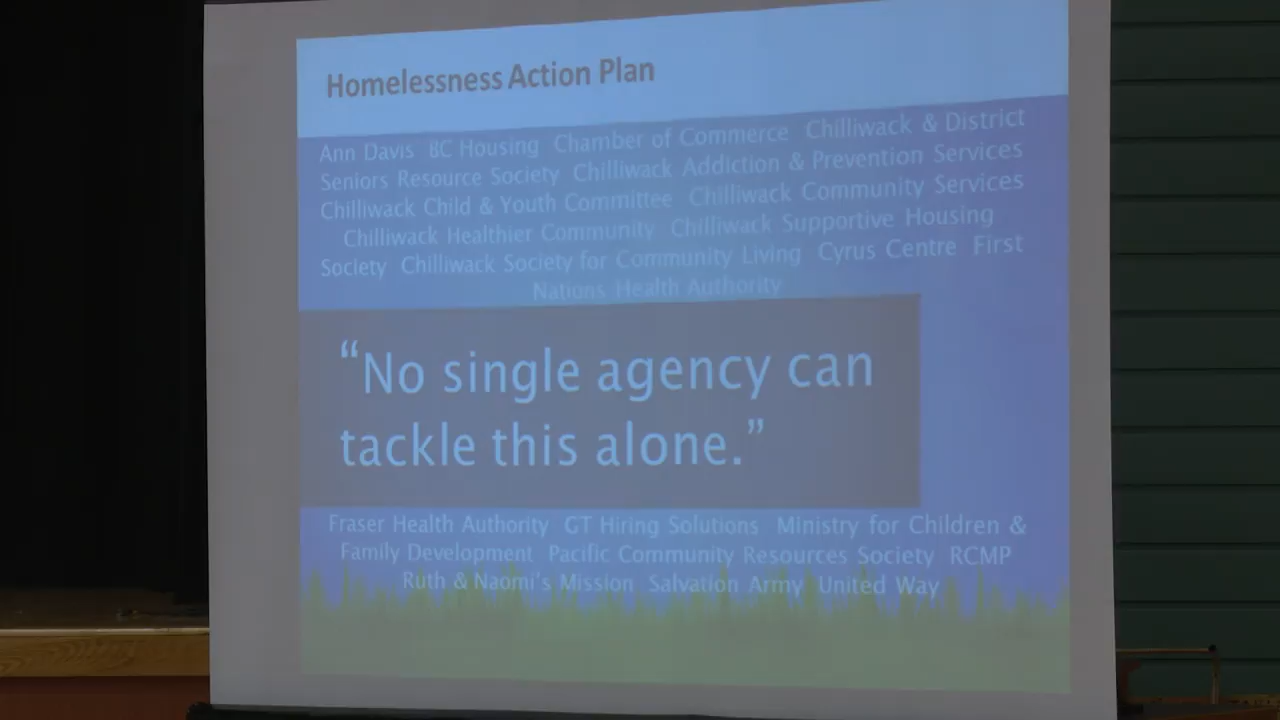 Homelessness Action Plan
Ann Davis BC Housing Chamber of Commerce Chilliwack & District
Seniors Resource Society Chilliwack Addiction & Prevention Services
Chilliwack Child & Youth Committee Chilliwack Community Services
Chilliwack Healthier Community Chilliwack Supportive Housing
Society Chilliwack Society for Community Living Cyrus Centre First
Nations Health Authority
“No single agency can
tackle this alone.”
Fraser Health Authority GT Hiring Solutions Ministry for Children &
Family Development Pacific Community Resources Society RCMP
Ruth & Naomi's Mission Salvation Army United Way